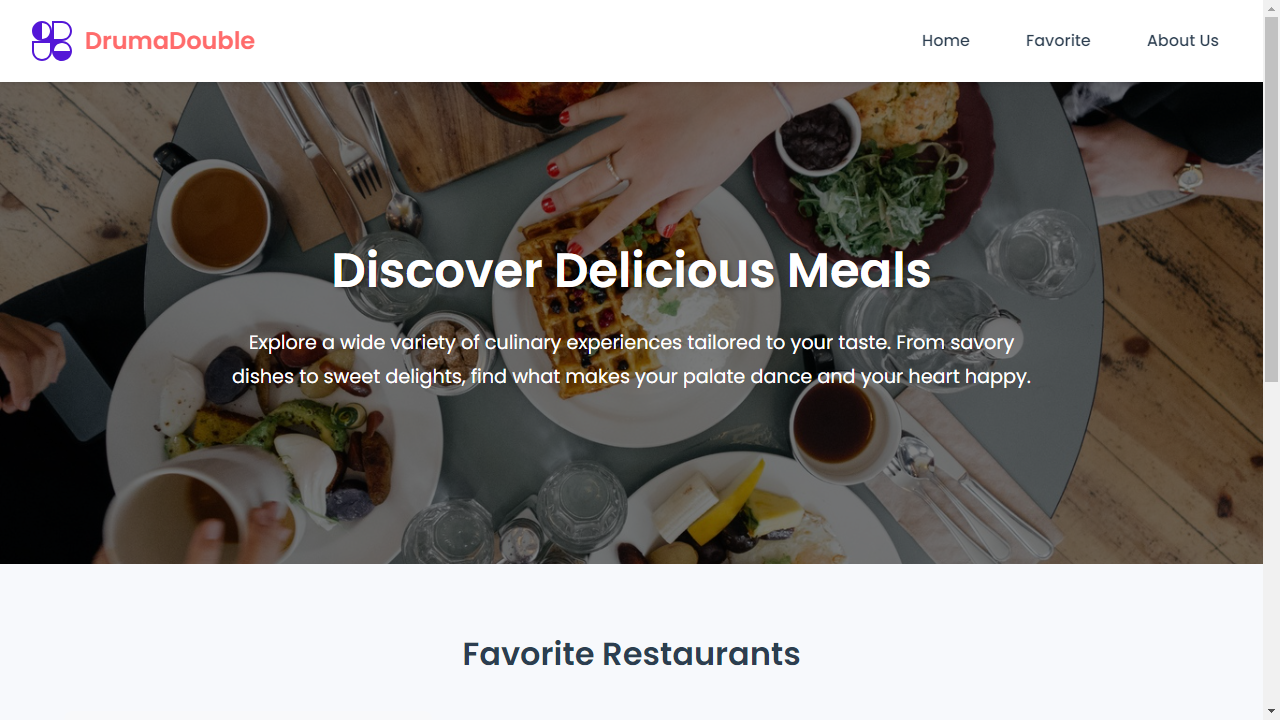 DrumaDouble
Home
Favorite
About Us
Discover Delicious Meals
Explore a wide variety of culinary experiences tailored to your taste. From savory
dishes to sweet delights, find what makes your palate dance and your heart happy.
Favorite Restaurants